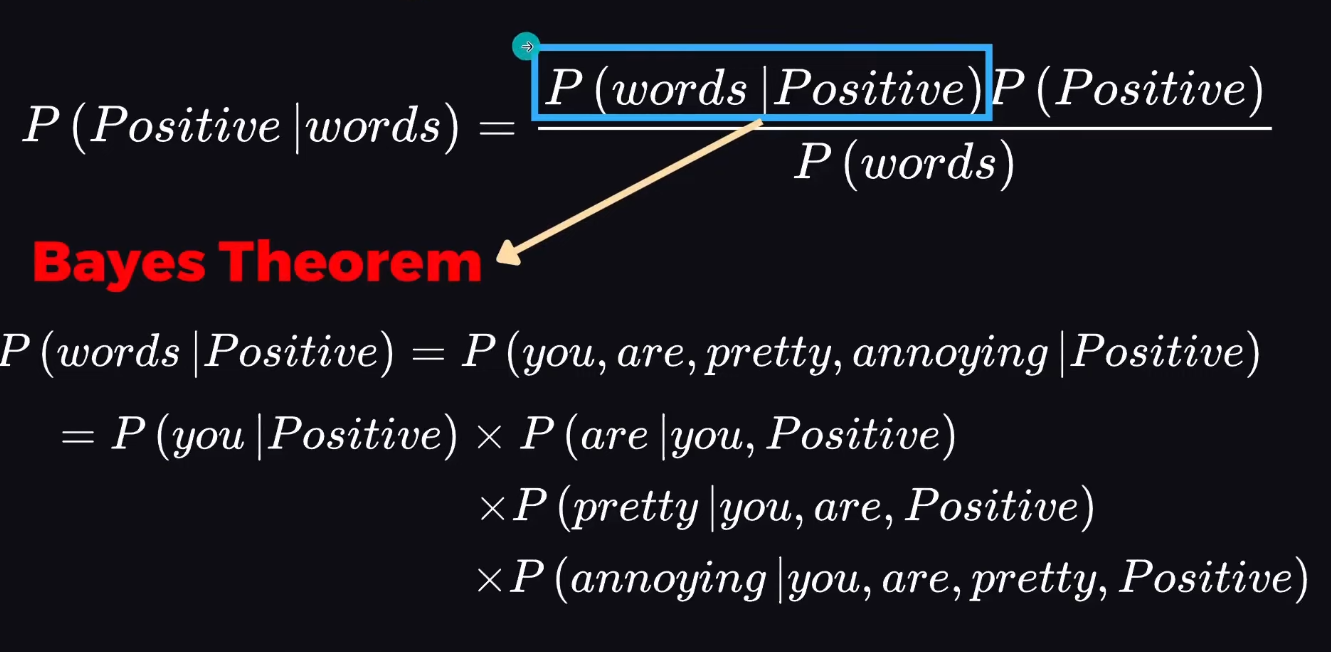 P (Positive |words) = P (words |Positive) P (Positive) / P (words)
Bayes Theorem
P (words |Positive) = P (you, are, pretty, annoying |Positive)
= P (you |Positive) × P (are |you, Positive)
×P (pretty |you, are, Positive)
×P (annoying |you, are, pretty, Positive)